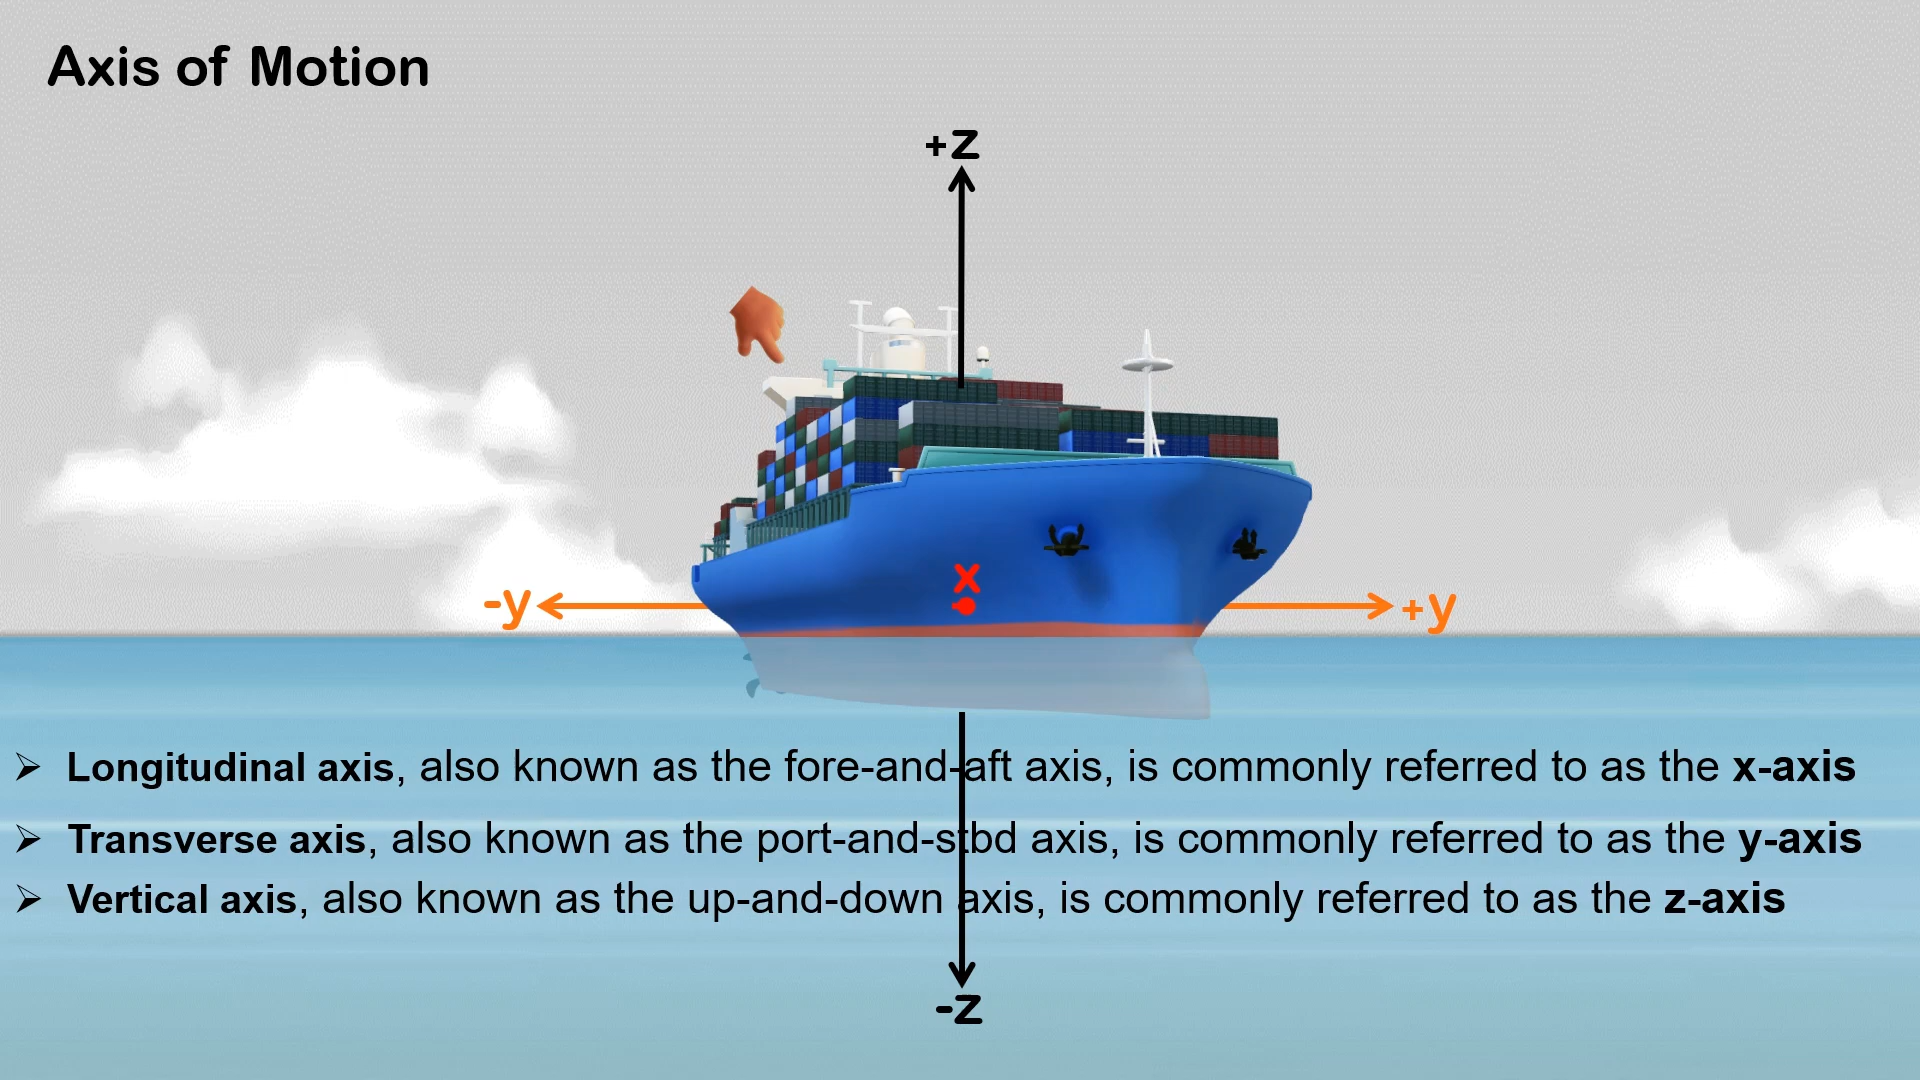 Axis of Motion
+z
x
-y
+y
➢ Longitudinal axis, also known as the fore-and-aft axis, is commonly referred to as the x-axis
➢ Transverse axis, also known as the port-and-stbd axis, is commonly referred to as the y-axis
➢ Vertical axis, also known as the up-and-down axis, is commonly referred to as the z-axis
-z